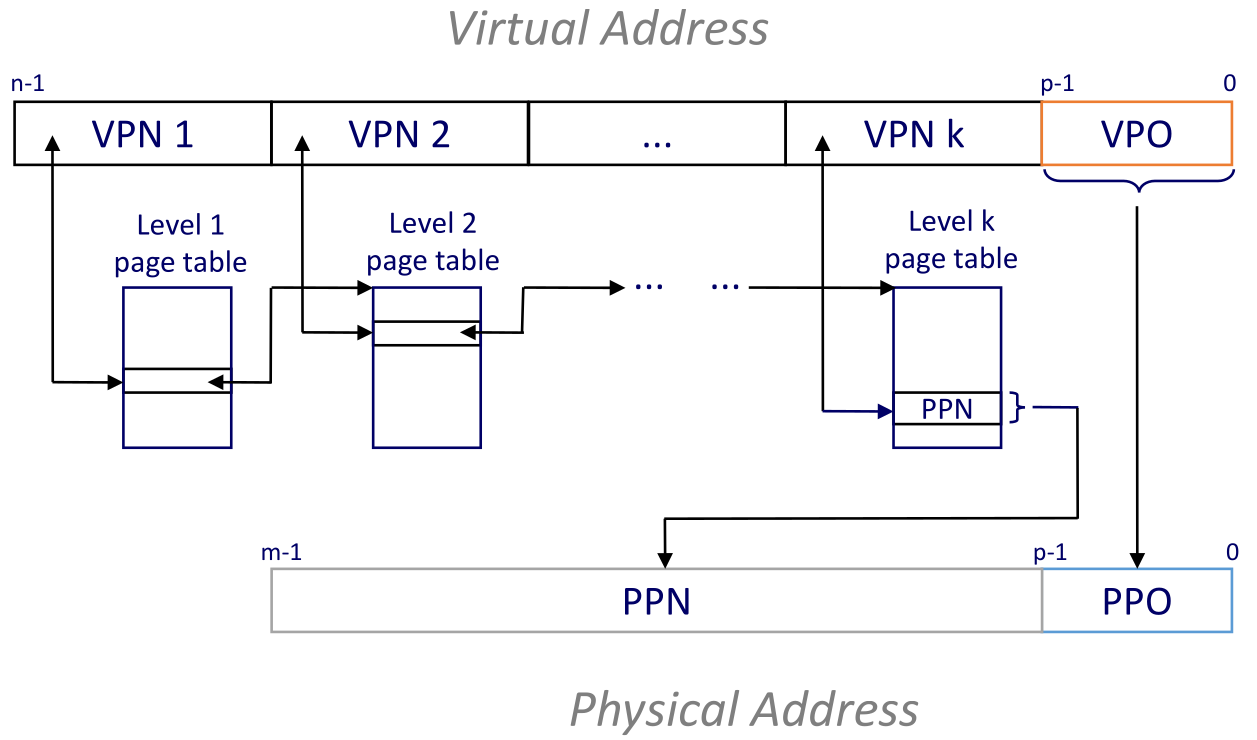 Virtual Address
n-1 p-1 0
VPN 1 VPN 2 ... VPN k VPO
Level 1
page table
Level 2
page table
Level k
page table
... ...
PPN
m-1 p-1 0
PPN PPO
Physical Address